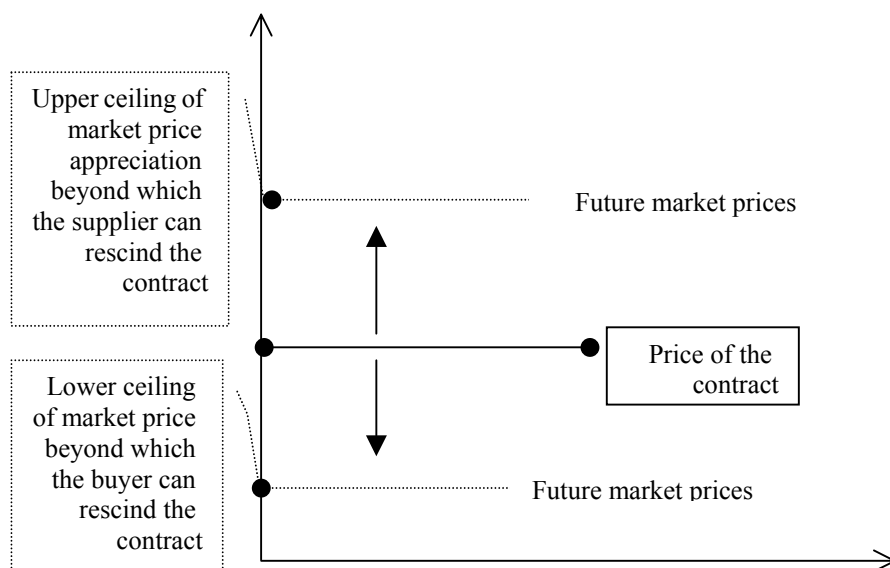 Upper ceiling of
market price
appreciation
beyond which
the supplier can
rescind the
contract
Future market prices
Price of the
contract
Lower ceiling
of market price
beyond which
the buyer can
rescind the
contract
Future market prices